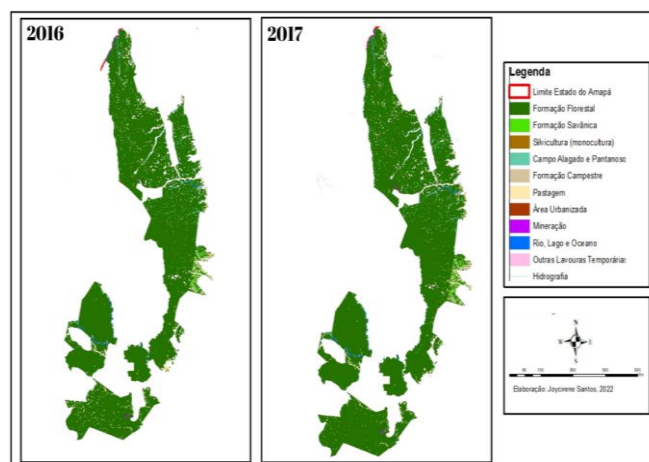 2016
2017
Legenda
Limite Estado do Amapá
Formação Florestal
Formação Savânica
Silvicultura (monocultura)
Campo Alagado e Pantanoso
Formação Campestre
Pastagem
Área Urbanizada
Mineração
Rio, Lago e Oceano
Outras Lavouras Temporárias
Hidrografia
N
W
E
S
Elaboração: Joycirene Santos, 2022